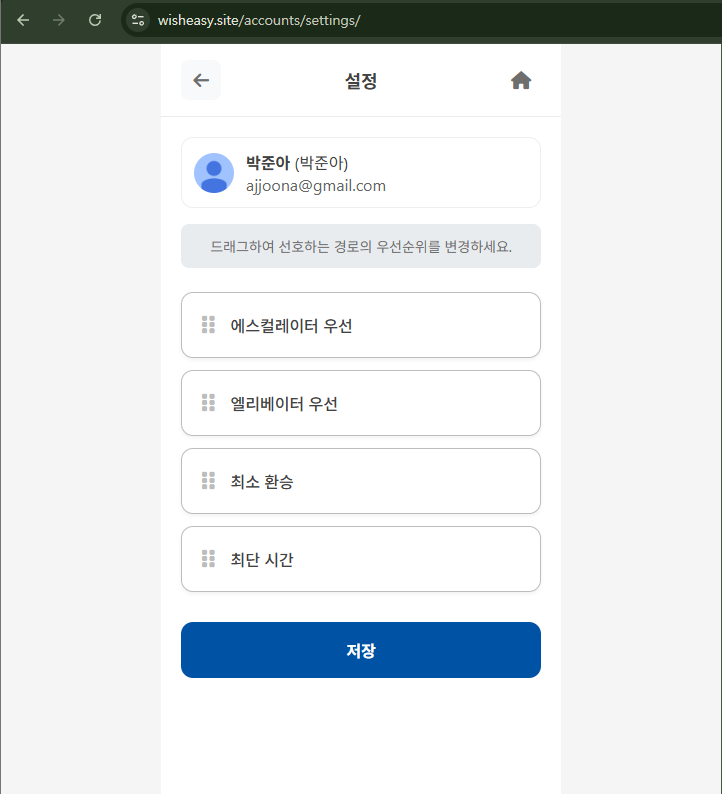 wisheasy.site/accounts/settings/
설정
박준아 (박준아)
ajjoona@gmail.com
드래그하여 선호하는 경로의 우선순위를 변경하세요.
에스컬레이터 우선
엘리베이터 우선
최소 환승
최단 시간
저장